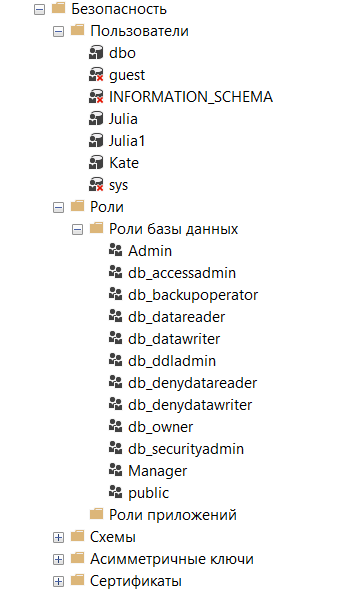 Безопасность
Пользователи
dbo
guest
INFORMATION_SCHEMA
Julia
Julia1
Kate
sys
Роли
Роли базы данных
Admin
db_accessadmin
db_backupoperator
db_datareader
db_datawriter
db_ddladmin
db_denydatareader
db_denydatawriter
db_owner
db_securityadmin
Manager
public
Роли приложений
Схемы
Асимметричные ключи
Сертификаты